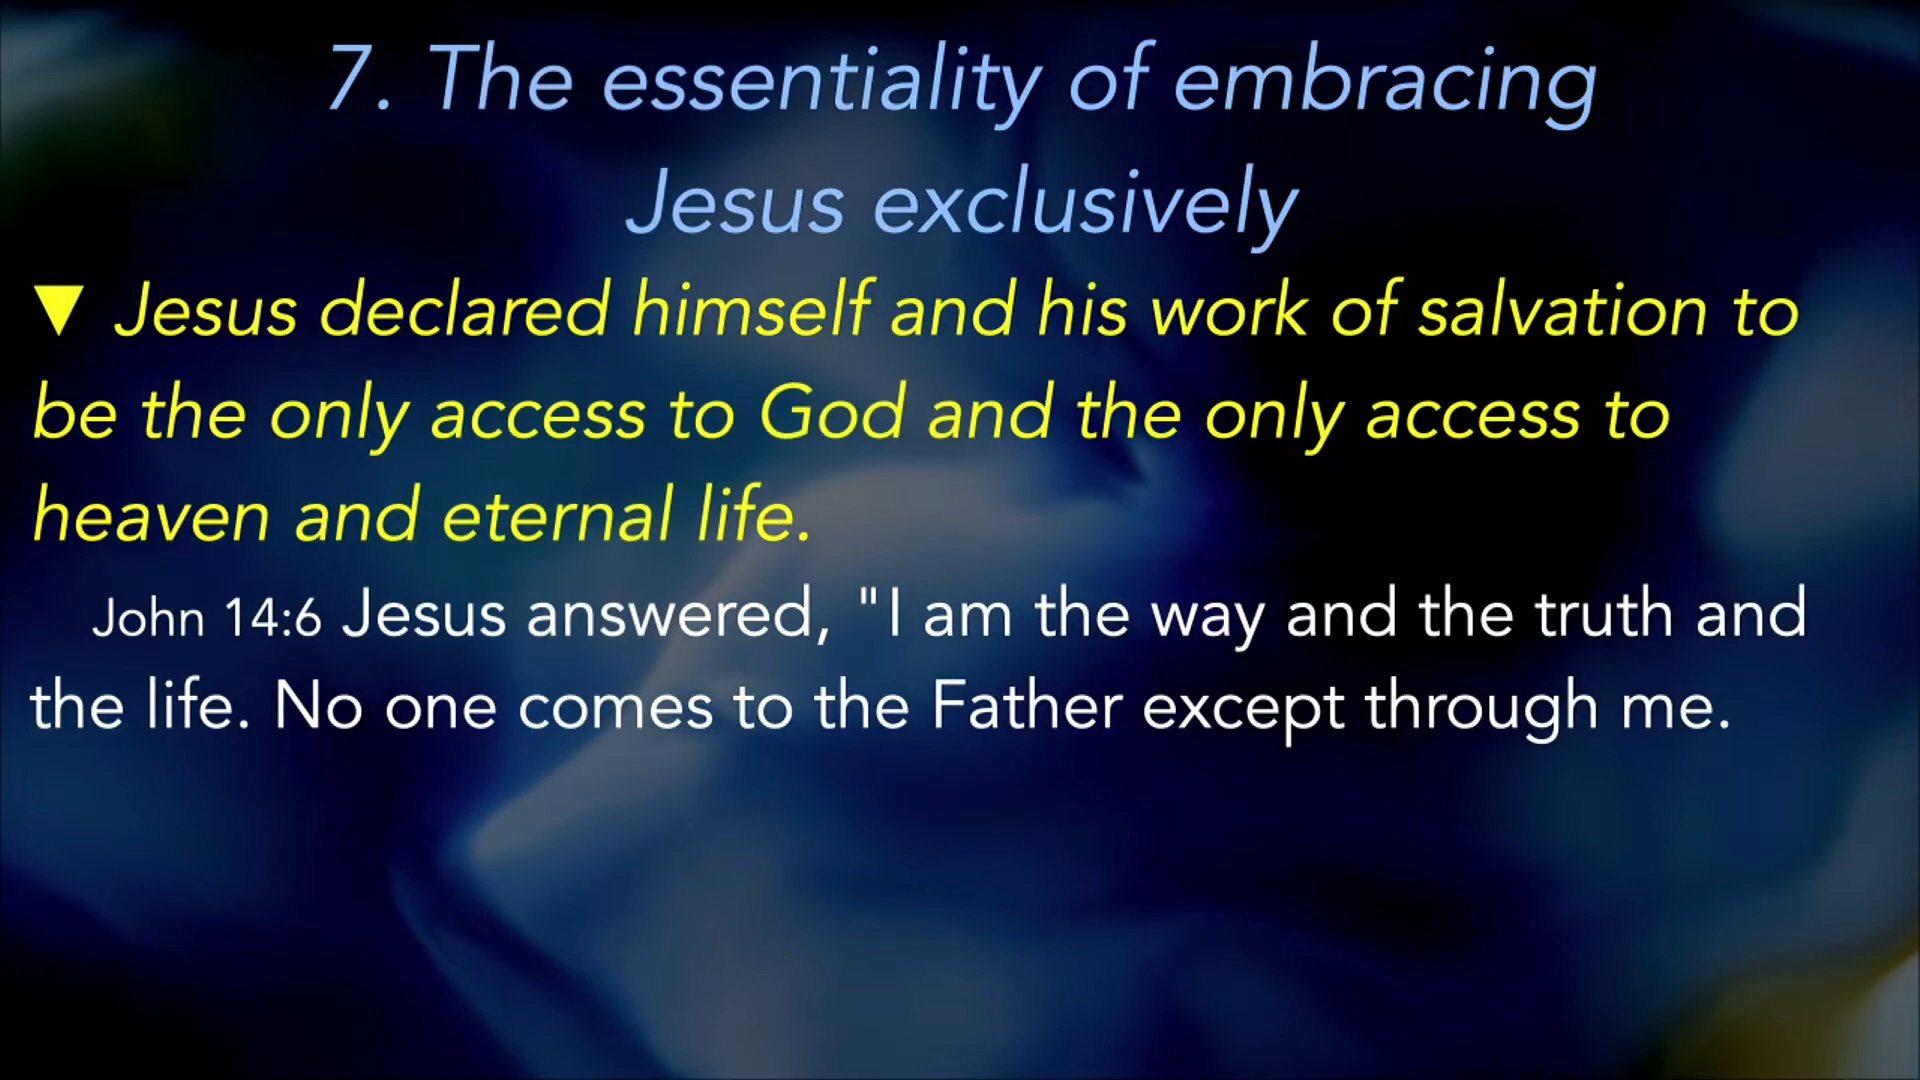 7. The essentiality of embracing
Jesus exclusively
▼ Jesus declared himself and his work of salvation to
be the only access to God and the only access to
heaven and eternal life.
John 14:6 Jesus answered, "I am the way and the truth and
the life. No one comes to the Father except through me.